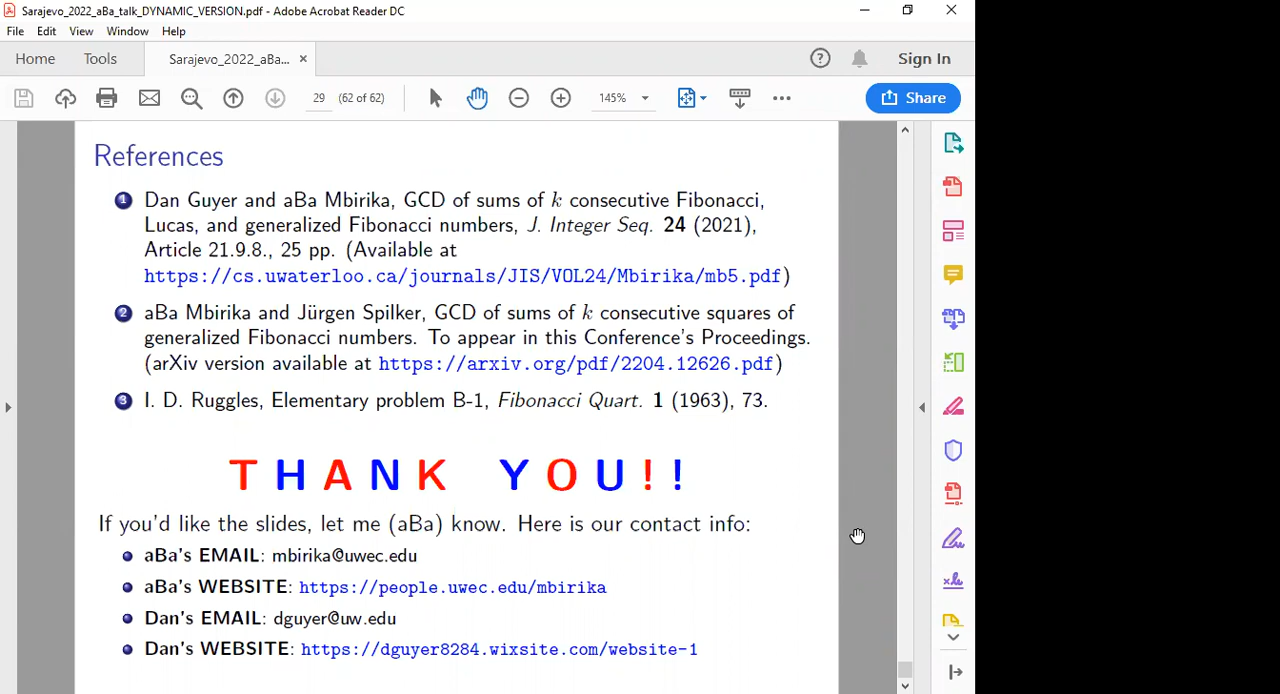 Sarajevo_2022_aBa_talk_DYNAMIC_VERSION.pdf - Adobe Acrobat Reader DC
File Edit View Window Help
Home Tools Sarajevo_2022_aBa... × Sign In
29 (62 of 62) 145% Share
References
1 Dan Guyer and aBa Mbirika, GCD of sums of k consecutive Fibonacci,
Lucas, and generalized Fibonacci numbers, J. Integer Seq. 24 (2021),
Article 21.9.8., 25 pp. (Available at
https://cs.uwaterloo.ca/journals/JIS/VOL24/Mbirika/mb5.pdf)
2 aBa Mbirika and Jürgen Spilker, GCD of sums of k consecutive squares of
generalized Fibonacci numbers. To appear in this Conference's Proceedings.
(arXiv version available at https://arxiv.org/pdf/2204.12626.pdf)
3 I. D. Ruggles, Elementary problem B-1, Fibonacci Quart. 1 (1963), 73.
T H A N K Y O U ! !
If you'd like the slides, let me (aBa) know. Here is our contact info:
aBa's EMAIL: mbirika@uwec.edu
aBa's WEBSITE: https://people.uwec.edu/mbirika
Dan's EMAIL: dguyer@uw.edu
Dan's WEBSITE: https://dguyer8284.wixsite.com/website-1